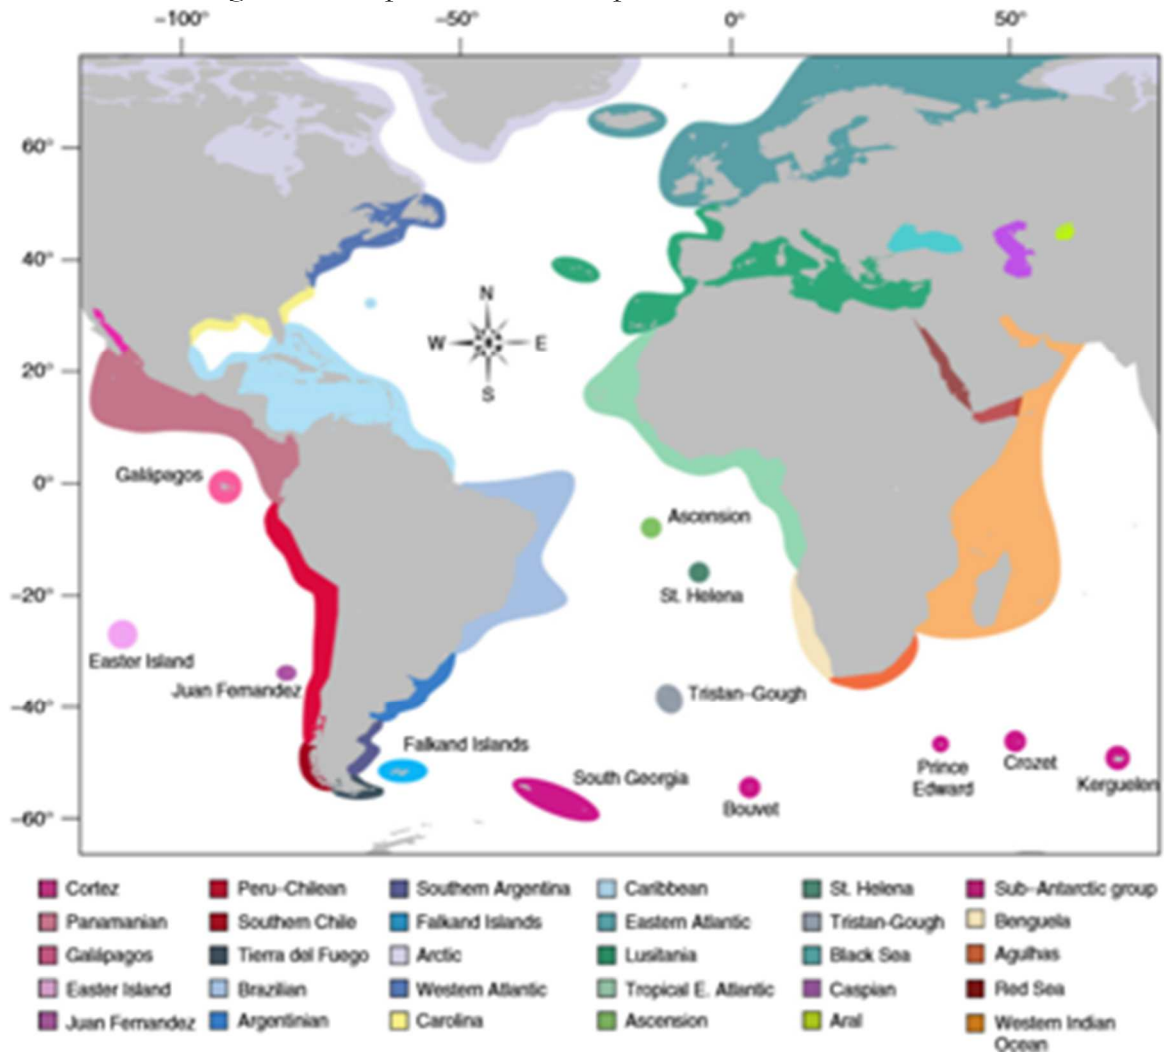 −100° −50° 0° 50°
60°
40°
20°
0°
−20°
−40°
−60°
N
W E
S
Galápagos
Ascension
St. Helena
Easter Island
Juan Fernandez
Tristan−Gough
Falkand Islands
South Georgia
Bouvet
Prince
Edward
Crozet
Kerguelen
Cortez Peru−Chilean Southern Argentina Caribbean St. Helena Sub−Antarctic group
Panamanian Southern Chile Falkand Islands Eastern Atlantic Tristan-Gough Benguela
Galápagos Tierra del Fuego Arctic Lusitania Black Sea Agulhas
Easter Island Brazilian Western Atlantic Tropical E. Atlantic Caspian Red Sea
Juan Fernandez Argentinian Carolina Ascension Aral Western Indian
Ocean